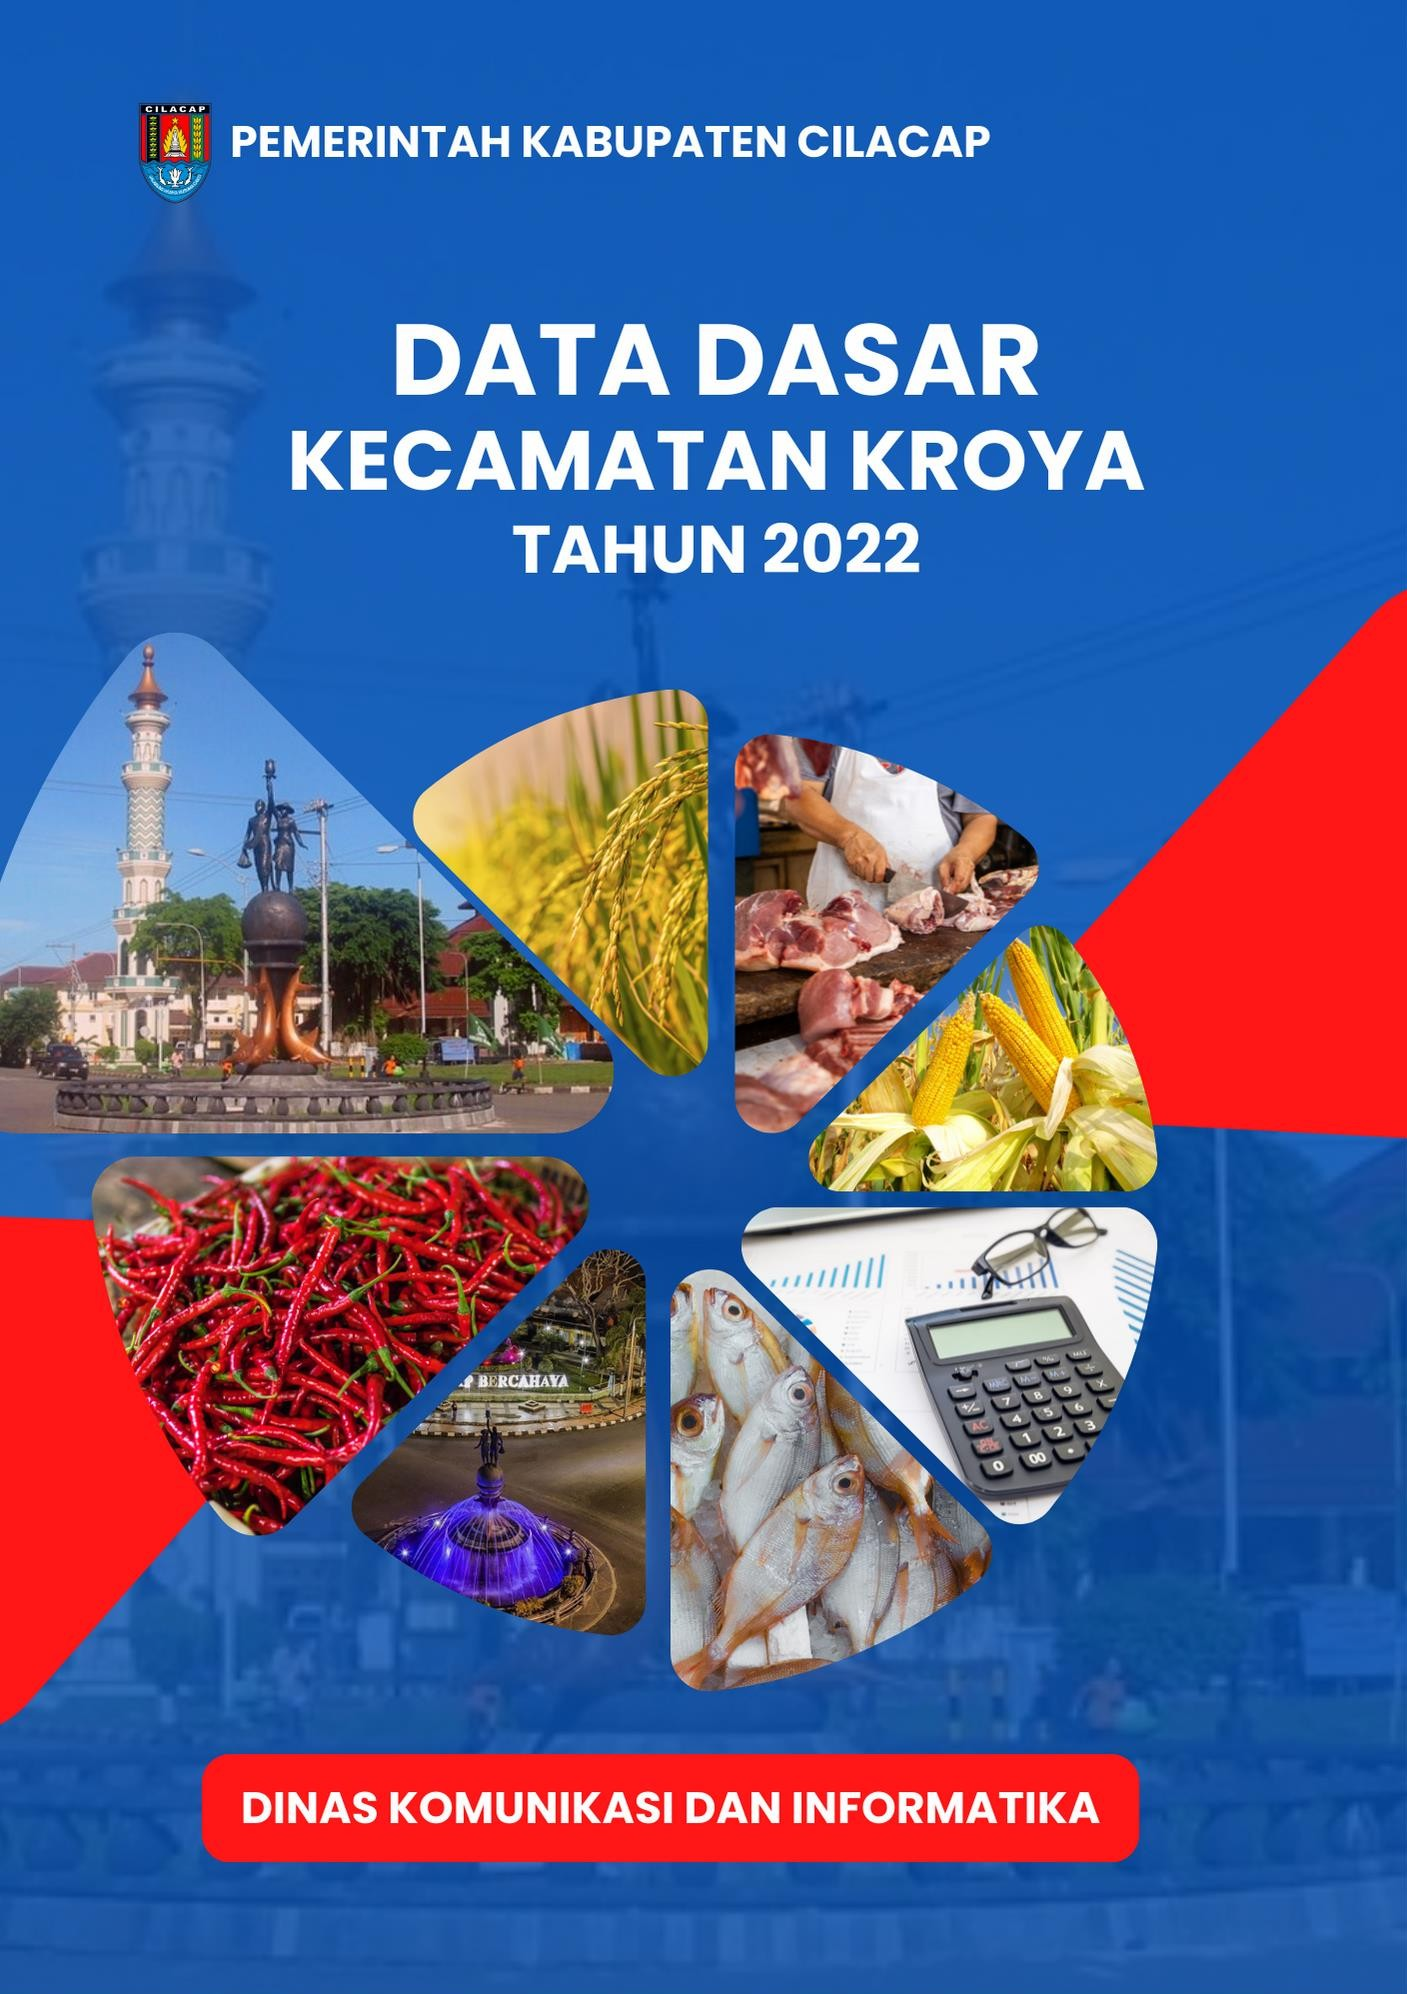 CILACAP
PEMERINTAH KABUPATEN CILACAP
DATA DASAR
KECAMATAN KROYA
TAHUN 2022
P BERCAHAYA
DINAS KOMUNIKASI DAN INFORMATIKA